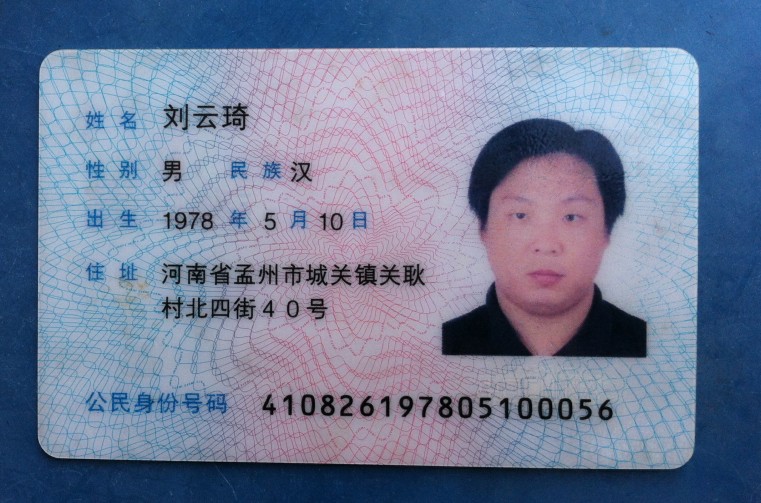 姓名 刘云琦
性别 男 民族 汉
出生 1978 年 5 月 10 日
住址 河南省孟州市城关镇关耿
村北四街40号
公民身份号码 410826197805100056